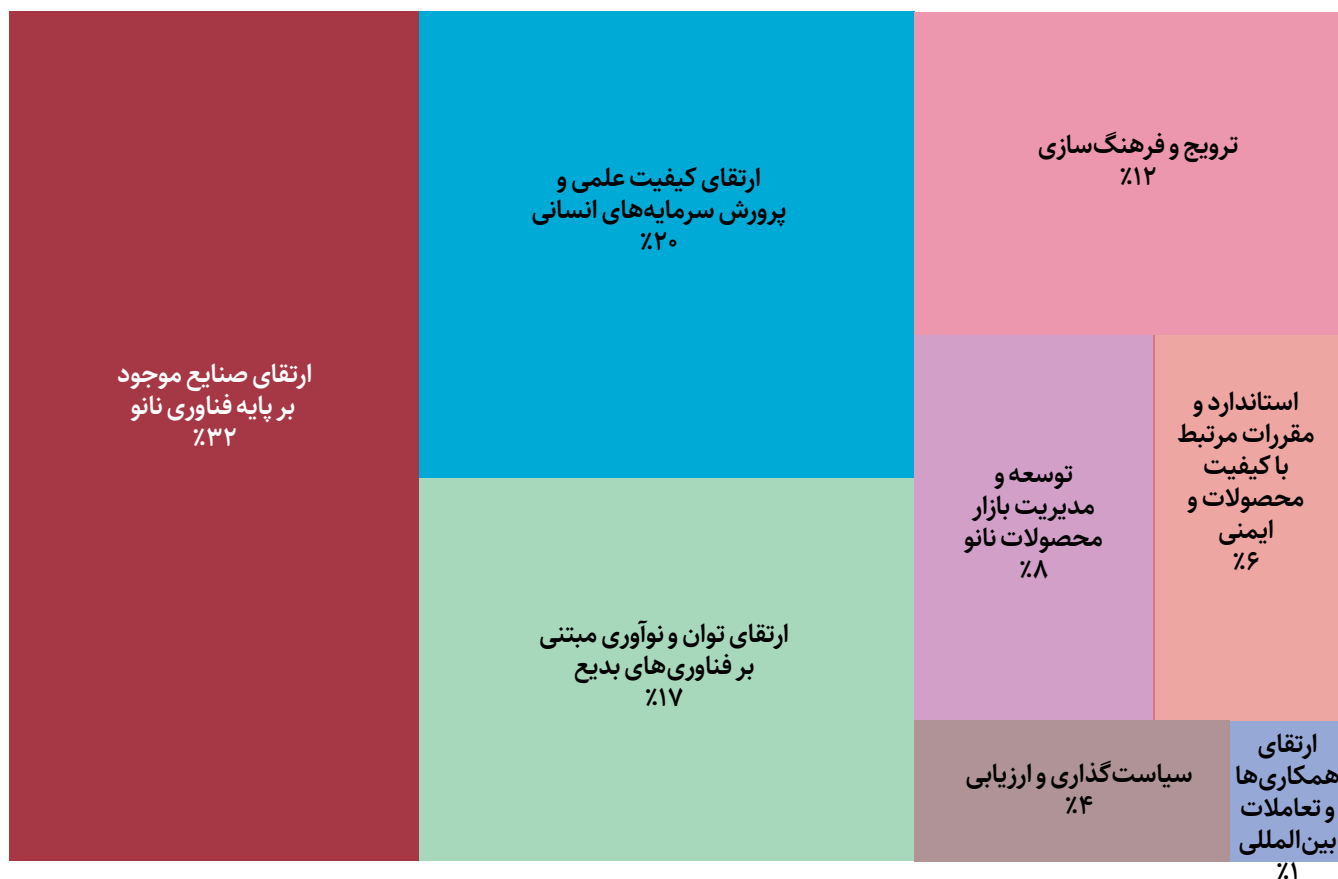 ترویج و فرهنگ‌سازی
٪۱۲
ارتقای کیفیت علمی و
پرورش سرمایه‌های انسانی
٪۲۰
ارتقای صنایع موجود
بر پایه فناوری نانو
٪۳۲
استاندارد و
مقررات مرتبط
با کیفیت
محصولات و
ایمنی
٪۶
توسعه و
مدیریت بازار
محصولات نانو
٪۸
ارتقای توان و نوآوری مبتنی
بر فناوری‌های بدیع
٪۱۷
ارتقای
همکاری‌ها
و تعاملات
بین‌المللی
٪۱
سیاست‌گذاری و ارزیابی
٪۴